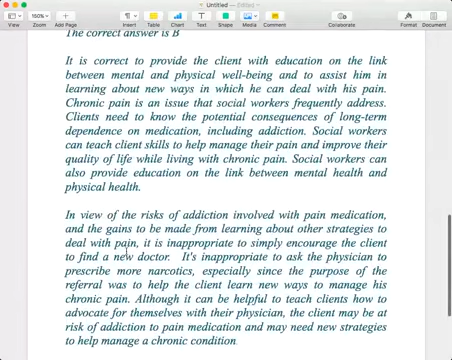 Untitled — Edited
150%
View
Zoom
Add Page
Insert
Table
Chart
Text
Shape
Media
Comment
Collaborate
Format
Document
The correct answer is B
It is correct to provide the client with education on the link
between mental and physical well-being and to assist him in
learning about new ways in which he can deal with his pain.
Chronic pain is an issue that social workers frequently address.
Clients need to know the potential consequences of long-term
dependence on medication, including addiction. Social workers
can teach client skills to help manage their pain and improve their
quality of life while living with chronic pain. Social workers can
also provide education on the link between mental health and
physical health.
In view of the risks of addiction involved with pain medication,
and the gains to be made from learning about other strategies to
deal with pain, it is inappropriate to simply encourage the client
to find a new doctor. It's inappropriate to ask the physician to
prescribe more narcotics, especially since the purpose of the
referral was to help the client learn new ways to manage his
chronic pain. Although it can be helpful to teach clients how to
advocate for themselves with their physician, the client may be at
risk of addiction to pain medication and may need new strategies
to help manage a chronic condition